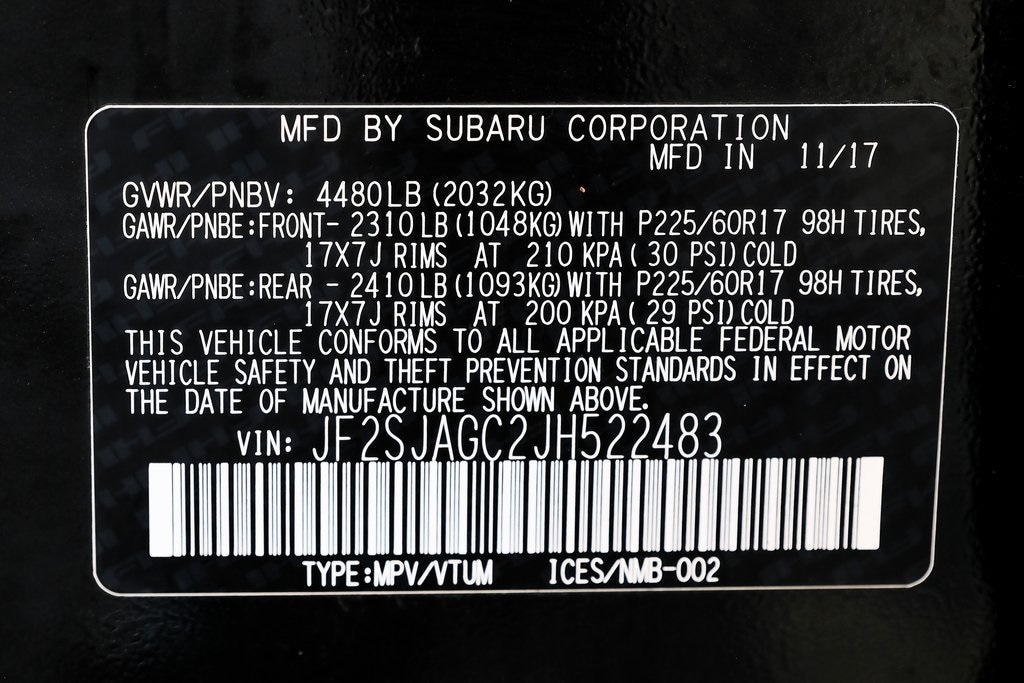 MFD BY SUBARU CORPORATION
MFD IN 11/17
GVWR/PNBV: 4480LB (2032KG)
GAWR/PNBE:FRONT- 2310LB (1048KG) WITH P225/60R17 98H TIRES,
17X7J RIMS AT 210 KPA( 30 PSI) COLD
GAWR/PNBE:REAR - 2410LB (1093KG) WITH P225/60R17 98H TIRES,
17X7J RIMS AT 200 KPA( 29 PSI) COLD
THIS VEHICLE CONFORMS TO ALL APPLICABLE FEDERAL MOTOR
VEHICLE SAFETY AND THEFT PREVENTION STANDARDS IN EFFECT ON
THE DATE OF MANUFACTURE SHOWN ABOVE.
VIN: JF2SJAGC2JH522483
TYPE:MPV/VTUM ICES/NMB-002